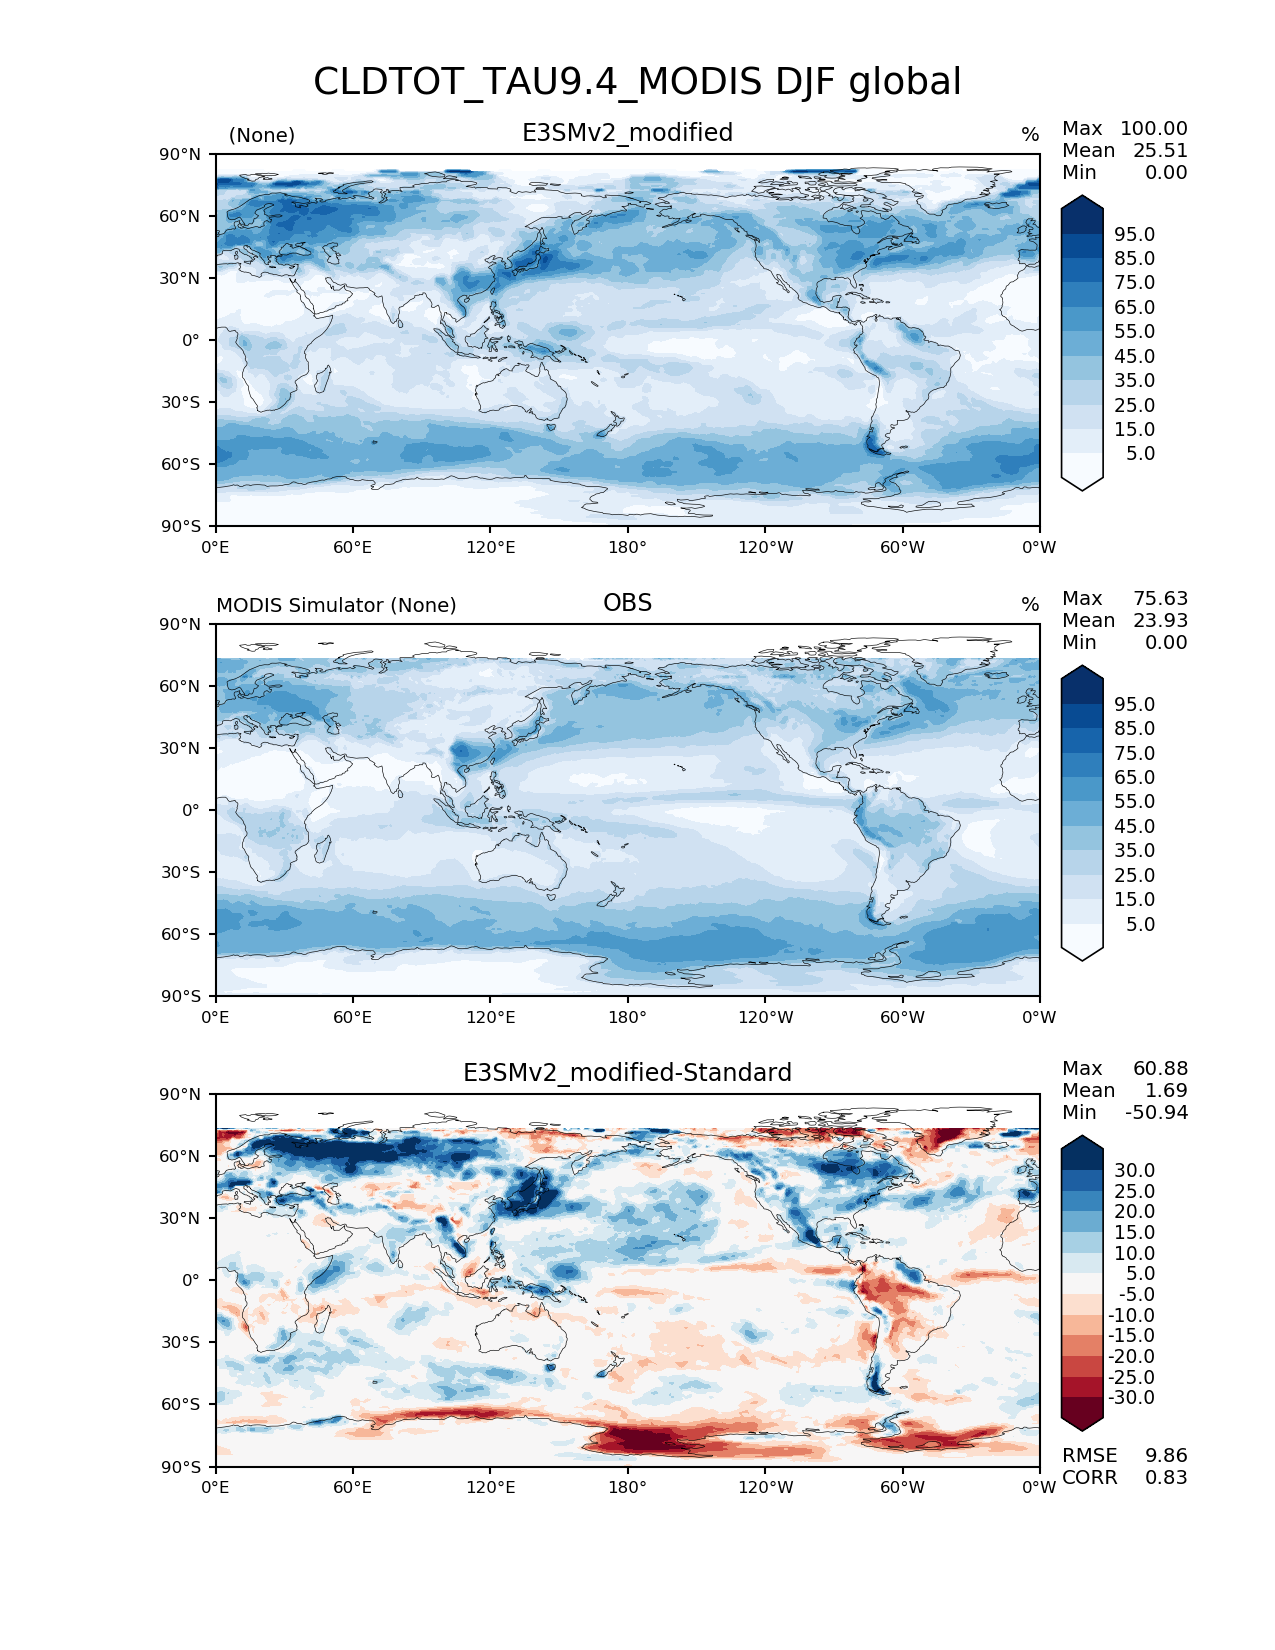 CLDTOT_TAU9.4_MODIS DJF global
(None) E3SMv2_modified %
Max 100.00
Mean 25.51
Min 0.00
90°N
60°N
30°N
0°
30°S
60°S
90°S
0°E 60°E 120°E 180° 120°W 60°W 0°W
95.0
85.0
75.0
65.0
55.0
45.0
35.0
25.0
15.0
5.0
MODIS Simulator (None) OBS %
Max 75.63
Mean 23.93
Min 0.00
90°N
60°N
30°N
0°
30°S
60°S
90°S
0°E 60°E 120°E 180° 120°W 60°W 0°W
95.0
85.0
75.0
65.0
55.0
45.0
35.0
25.0
15.0
5.0
E3SMv2_modified-Standard
Max 60.88
Mean 1.69
Min -50.94
90°N
60°N
30°N
0°
30°S
60°S
90°S
0°E 60°E 120°E 180° 120°W 60°W 0°W
30.0
25.0
20.0
15.0
10.0
5.0
-5.0
-10.0
-15.0
-20.0
-25.0
-30.0
RMSE 9.86
CORR 0.83